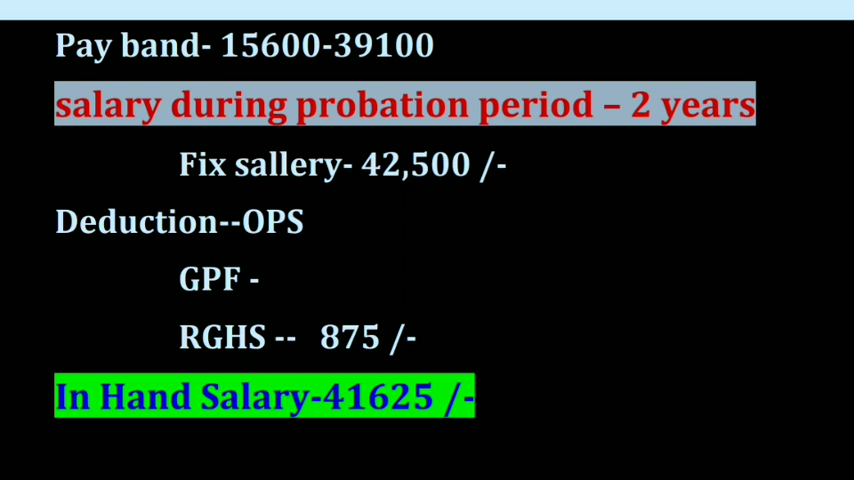 Pay band- 15600-39100
salary during probation period – 2 years
Fix sallery- 42,500 /-
Deduction--OPS
GPF -
RGHS --   875 /-
In Hand Salary-41625 /-